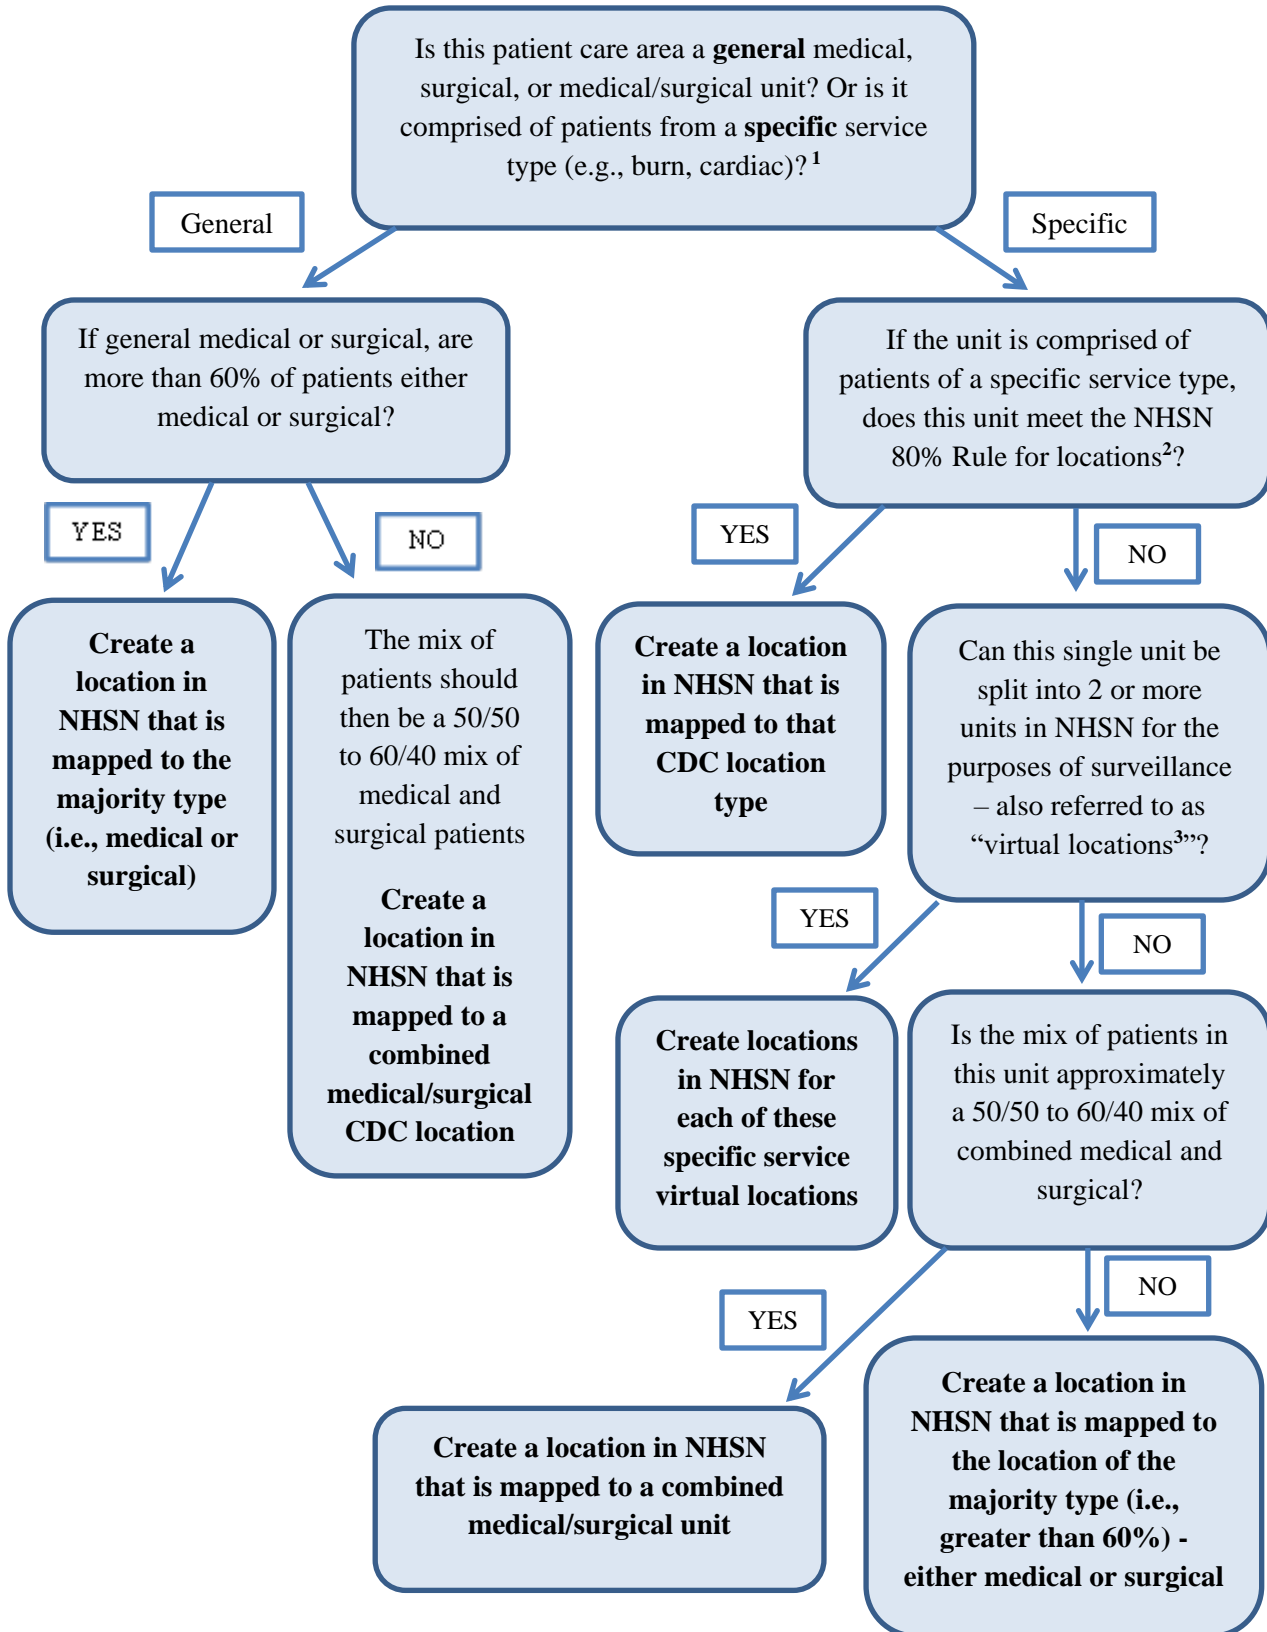 Is this patient care area a general medical,
surgical, or medical/surgical unit? Or is it
comprised of patients from a specific service
type (e.g., burn, cardiac)? 1
General
Specific
If general medical or surgical, are
more than 60% of patients either
medical or surgical?
If the unit is comprised of
patients of a specific service type,
does this unit meet the NHSN
80% Rule for locations2?
YES
NO
YES
NO
Create a
location in
NHSN that is
mapped to the
majority type
(i.e., medical or
surgical)
The mix of
patients should
then be a 50/50
to 60/40 mix of
medical and
surgical patients
Create a
location in
NHSN that is
mapped to a
combined
medical/surgical
CDC location
Create a location
in NHSN that is
mapped to that
CDC location
type
Can this single unit be
split into 2 or more
units in NHSN for the
purposes of surveillance
– also referred to as
“virtual locations3”?
YES
NO
Create locations
in NHSN for
each of these
specific service
virtual locations
Is the mix of patients in
this unit approximately
a 50/50 to 60/40 mix of
combined medical and
surgical?
YES
NO
Create a location in NHSN
that is mapped to a combined
medical/surgical unit
Create a location in
NHSN that is mapped to
the location of the
majority type (i.e.,
greater than 60%) -
either medical or surgical